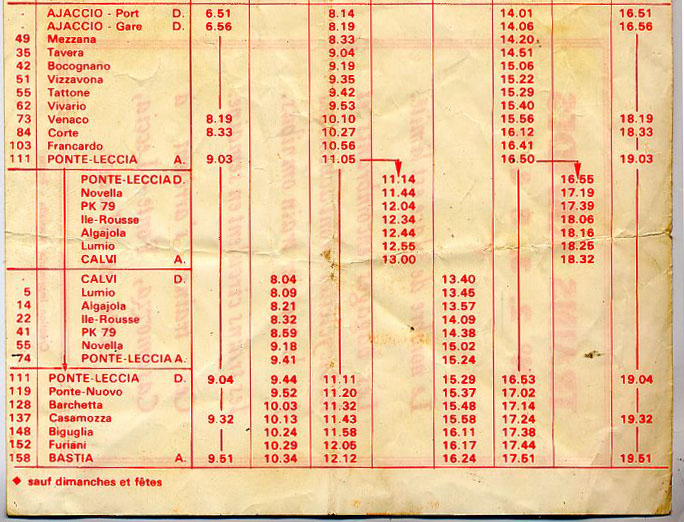 AJACCIO - Port D. 6.51 8.14 14.01 16.51
AJACCIO - Gare D. 6.56 8.19 14.06 16.56
49 Mezzana 8.33 14.20
35 Tavera 9.04 14.51
42 Bocognano 9.19 15.06
51 Vizzavona 9.35 15.22
55 Tattone 9.42 15.29
62 Vivario 9.53 15.40
73 Venaco 8.19 10.10 15.56 18.19
84 Corte 8.33 10.27 16.12 18.33
103 Francardo 10.56 16.41
111 PONTE-LECCIA A. 9.03 11.05 16.50 19.03
PONTE-LECCIA D. 11.14 16.55
Novella 11.44 17.19
PK 79 12.04 17.39
Ile-Rousse 12.34 18.06
Algajola 12.44 18.16
Lumio 12.55 18.25
CALVI A. 13.00 18.32
CALVI D. 8.04 13.40
5 Lumio 8.09 13.45
14 Algajola 8.21 13.57
22 Ile-Rousse 8.32 14.09
41 PK 79 8.59 14.38
55 Novella 9.18 15.02
74 PONTE-LECCIA A. 9.41 15.24
111 PONTE-LECCIA D. 9.04 9.44 11.11 15.29 16.53 19.04
119 Ponte-Nuovo 9.52 11.20 15.37 17.02
128 Barchetta 10.03 11.32 15.48 17.14
137 Casamozza 9.32 10.13 11.43 15.58 17.24 19.32
148 Biguglia 10.24 11.58 16.11 17.38
152 Furiani 10.29 12.05 16.17 17.44
158 BASTIA A. 9.51 10.34 12.12 16.24 17.51 19.51
◆ sauf dimanches et fêtes